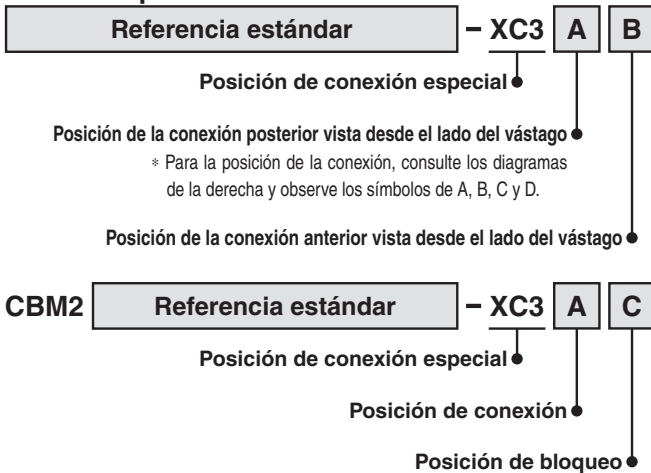 Referencia estándar – XC3 A B
Posición de conexión especial
Posición de la conexión posterior vista desde el lado del vástago
* Para la posición de la conexión, consulte los diagramas
de la derecha y observe los símbolos de A, B, C y D.
Posición de la conexión anterior vista desde el lado del vástago
CBM2 Referencia estándar – XC3 A C
Posición de conexión especial
Posición de conexión
Posición de bloqueo